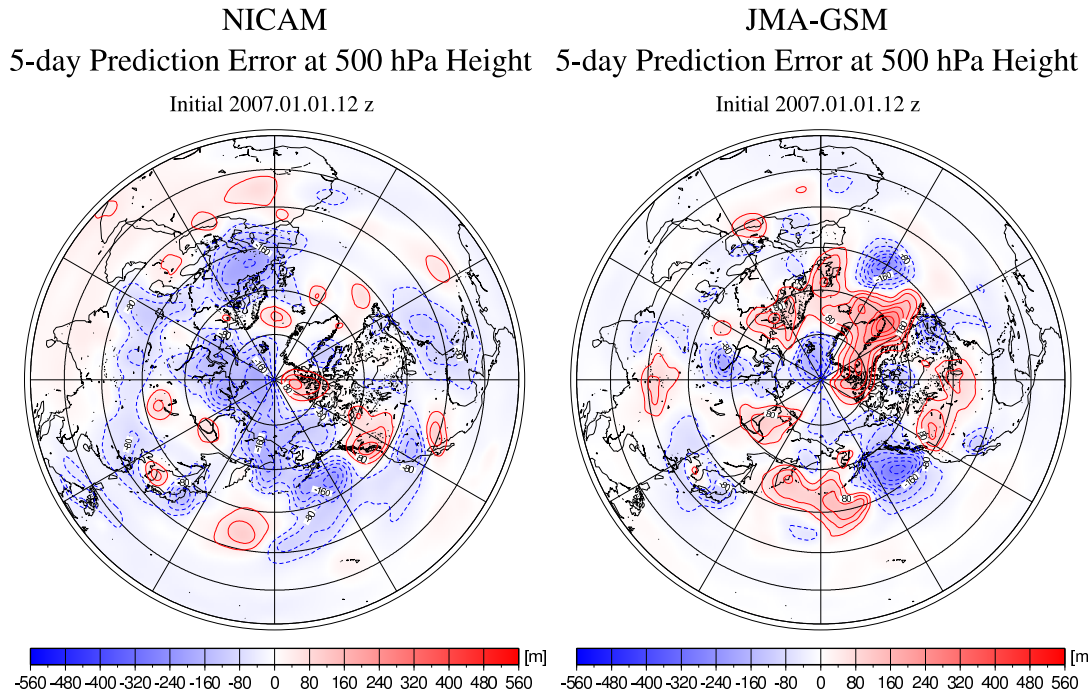 NICAM
5-day Prediction Error at 500 hPa Height
Initial 2007.01.01.12 z
-560 -480 -400 -320 -240 -160 -80 0 80 160 240 320 400 480 560 [m]
JMA-GSM
5-day Prediction Error at 500 hPa Height
Initial 2007.01.01.12 z
-560 -480 -400 -320 -240 -160 -80 0 80 160 240 320 400 480 560 [m]